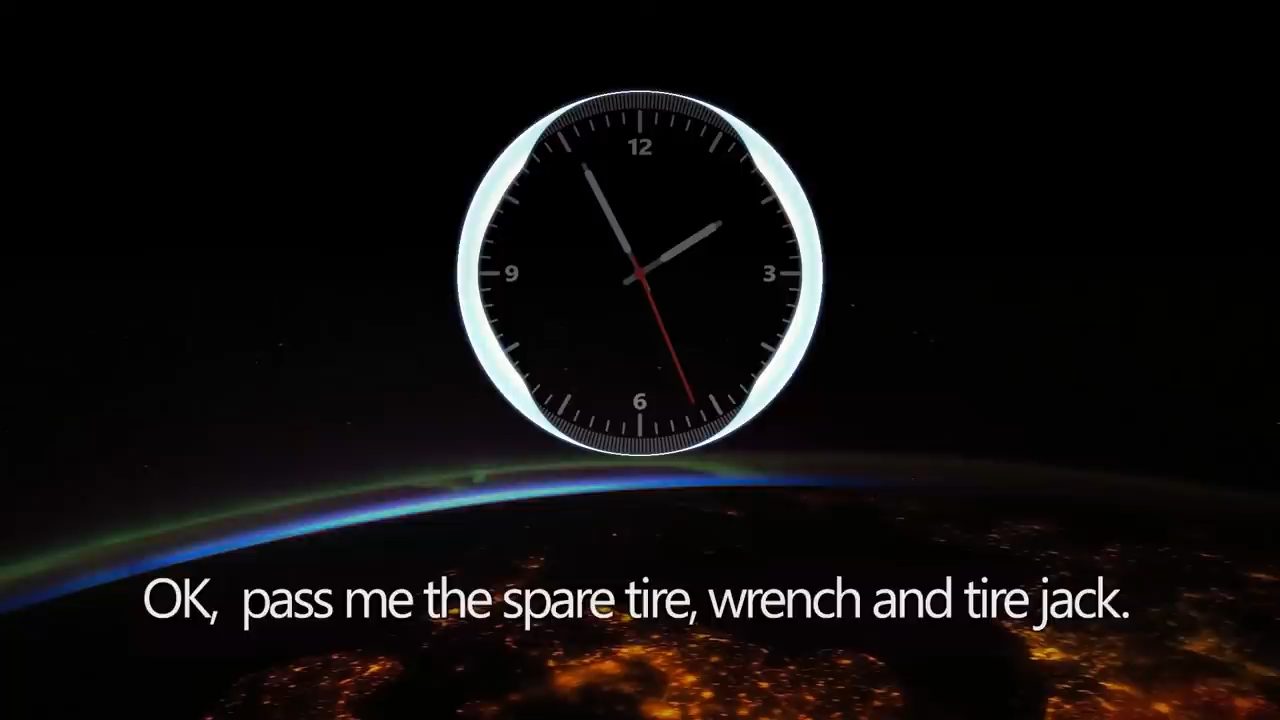 12
9 3
6
OK, pass me the spare tire, wrench and tire jack.